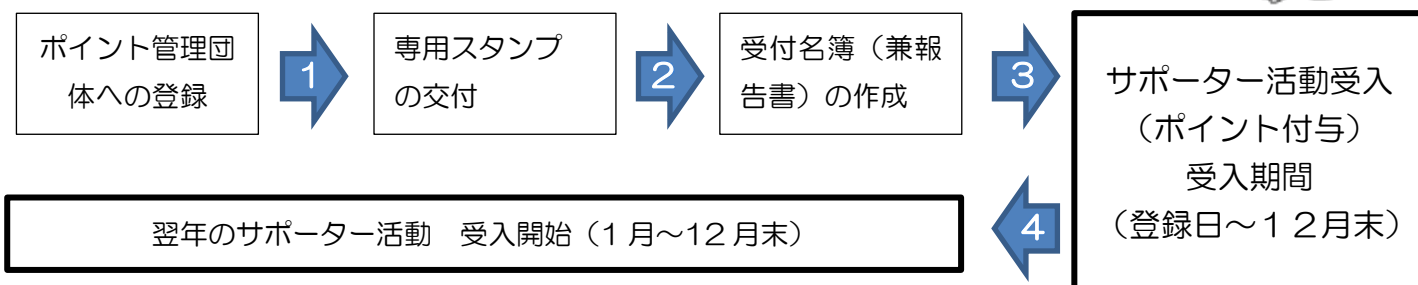 ポイント管理団
体への登録
1
専用スタンプ
の交付
2
受付名簿（兼報
告書）の作成
3
サポーター活動受入
（ポイント付与）
受入期間
（登録日～１２月末）
4
翌年のサポーター活動　受入開始（1月～12月末）